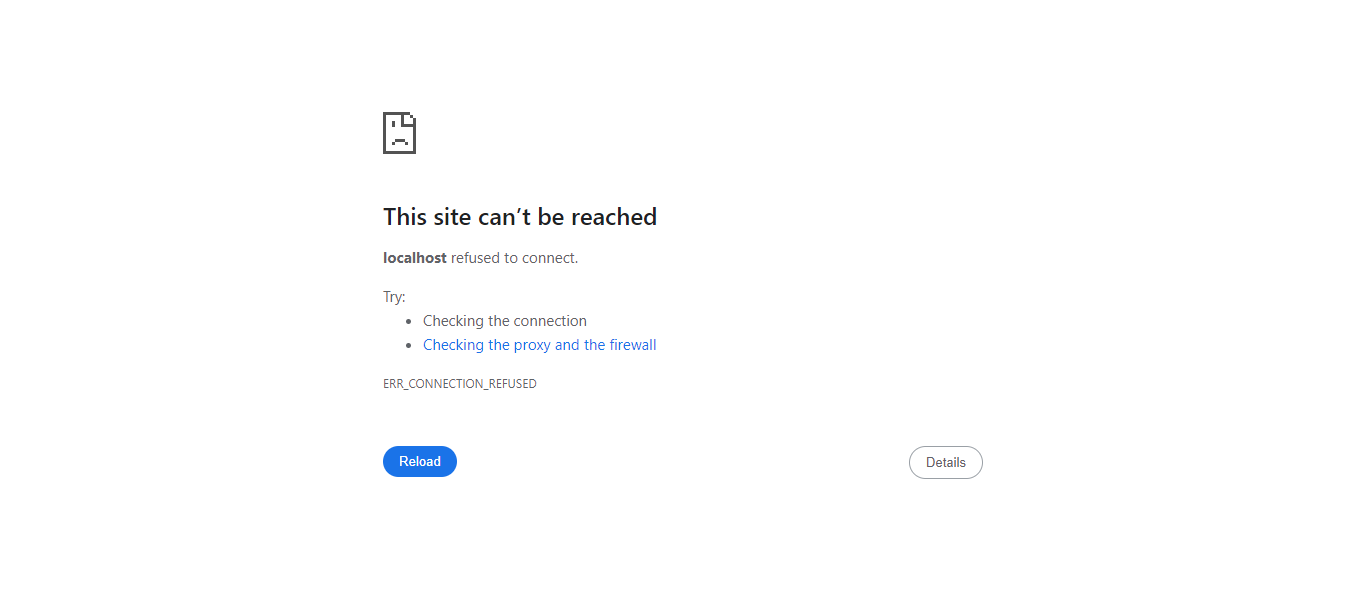 This site can’t be reached
localhost refused to connect.
Try:
• Checking the connection
• Checking the proxy and the firewall
ERR_CONNECTION_REFUSED
Reload
Details